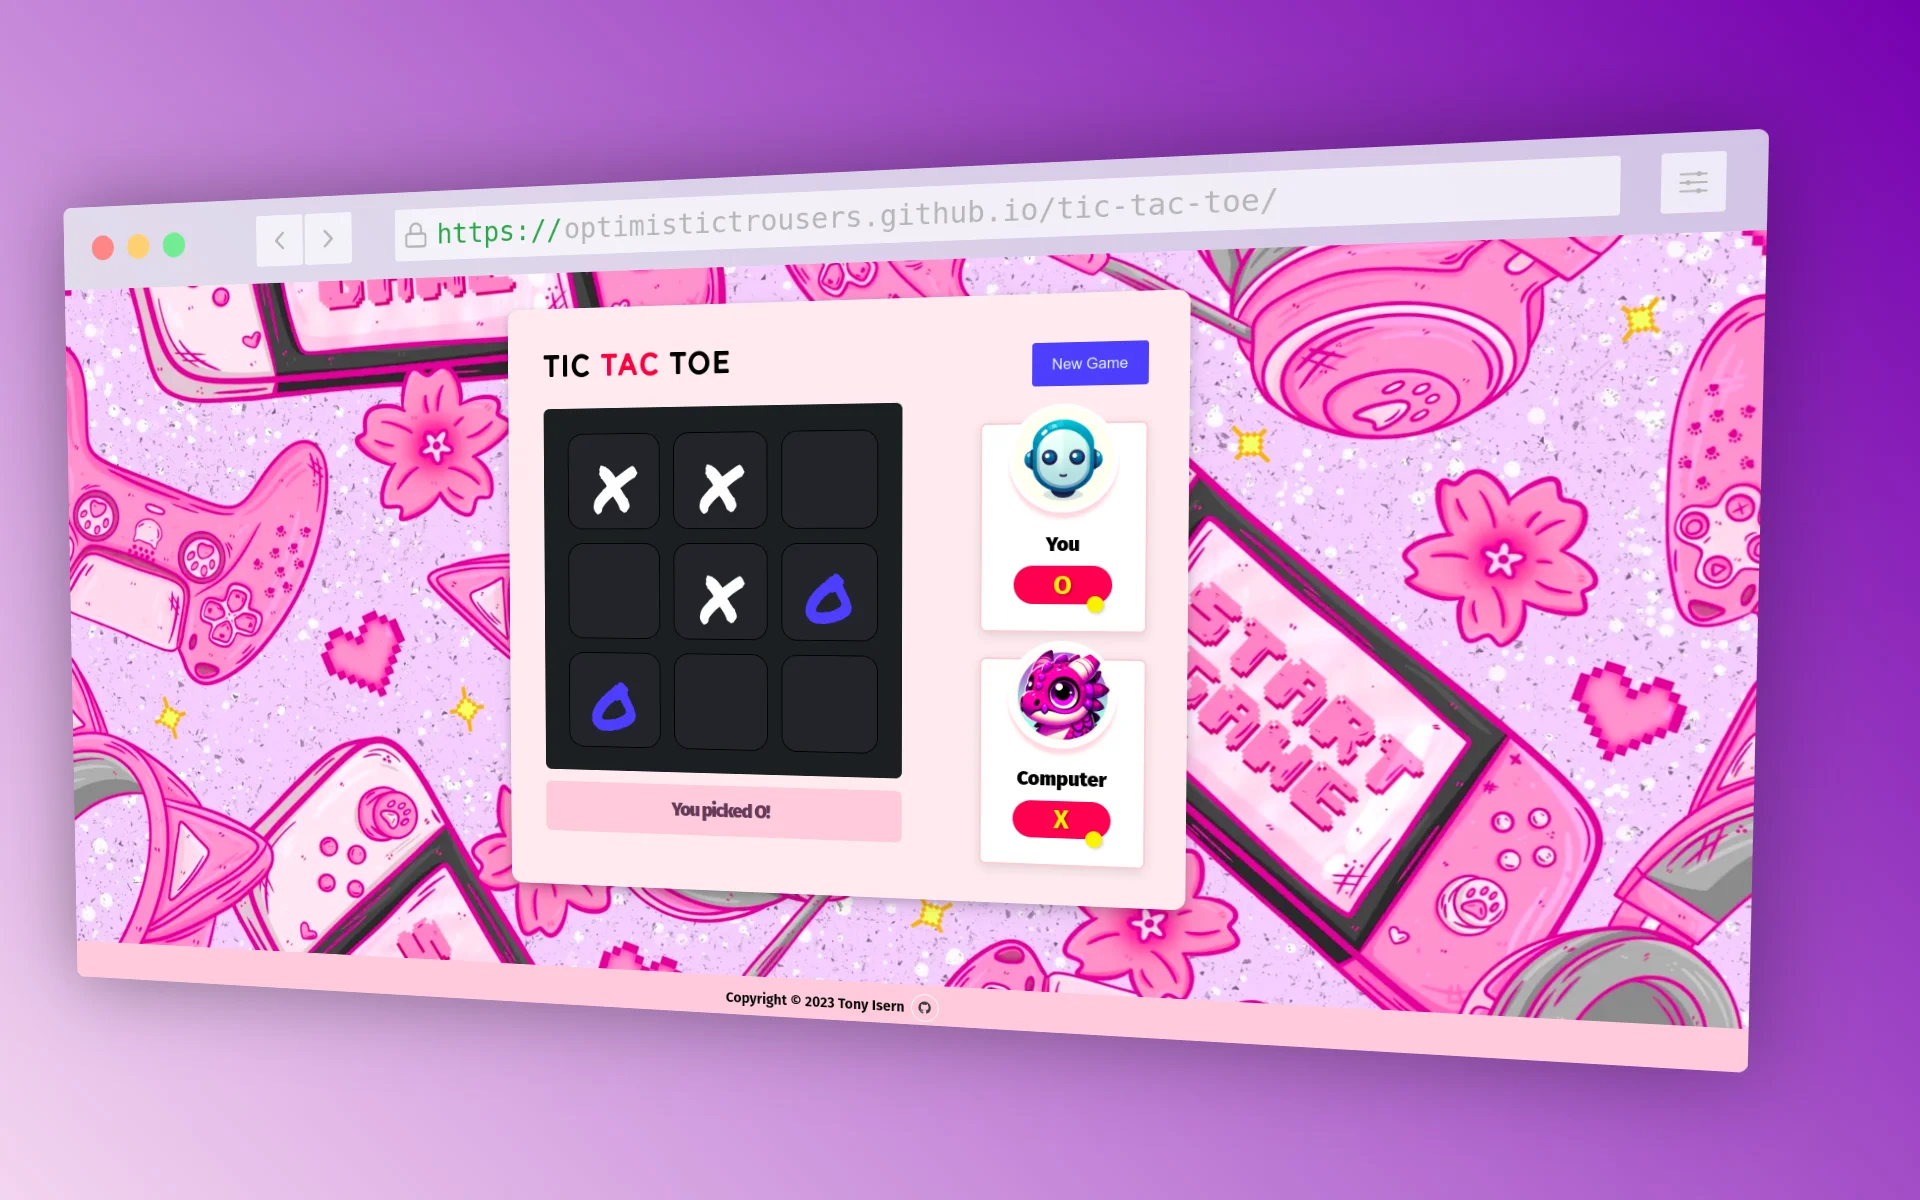 https://optimistictrousers.github.io/tic-tac-toe/
GAME
TIC TAC TOE
New Game
X X
You
X O
O
O
START
GAME
Computer
X
You picked O!
Copyright © 2023 Tony Isern